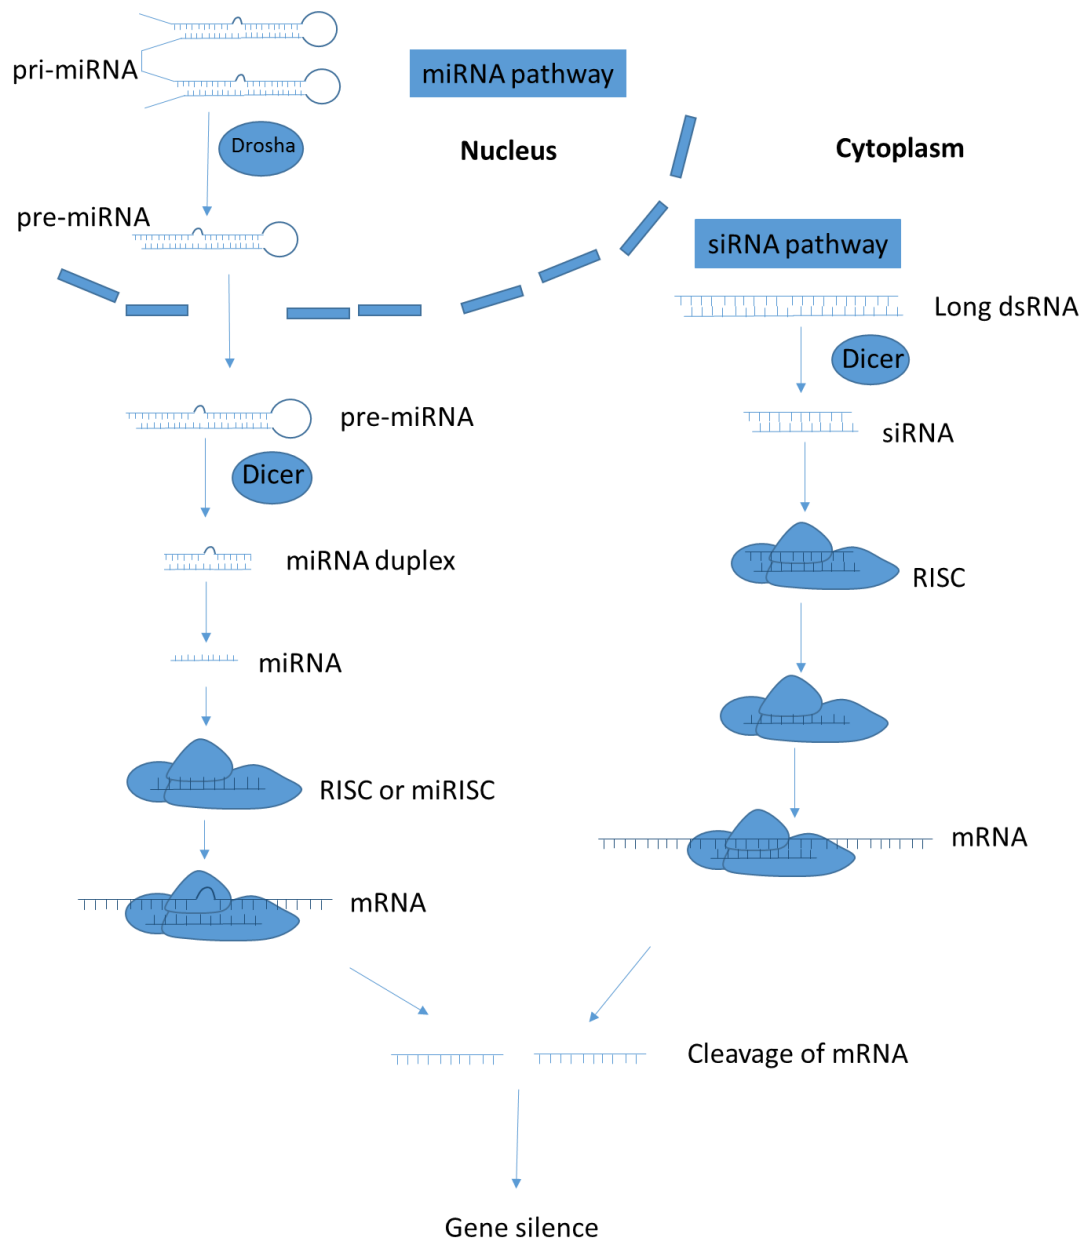 pri-miRNA
miRNA pathway
Drosha
Nucleus
Cytoplasm
pre-miRNA
siRNA pathway
Long dsRNA
Dicer
pre-miRNA
siRNA
Dicer
miRNA duplex
RISC
miRNA
RISC or miRISC
mRNA
mRNA
Cleavage of mRNA
Gene silence